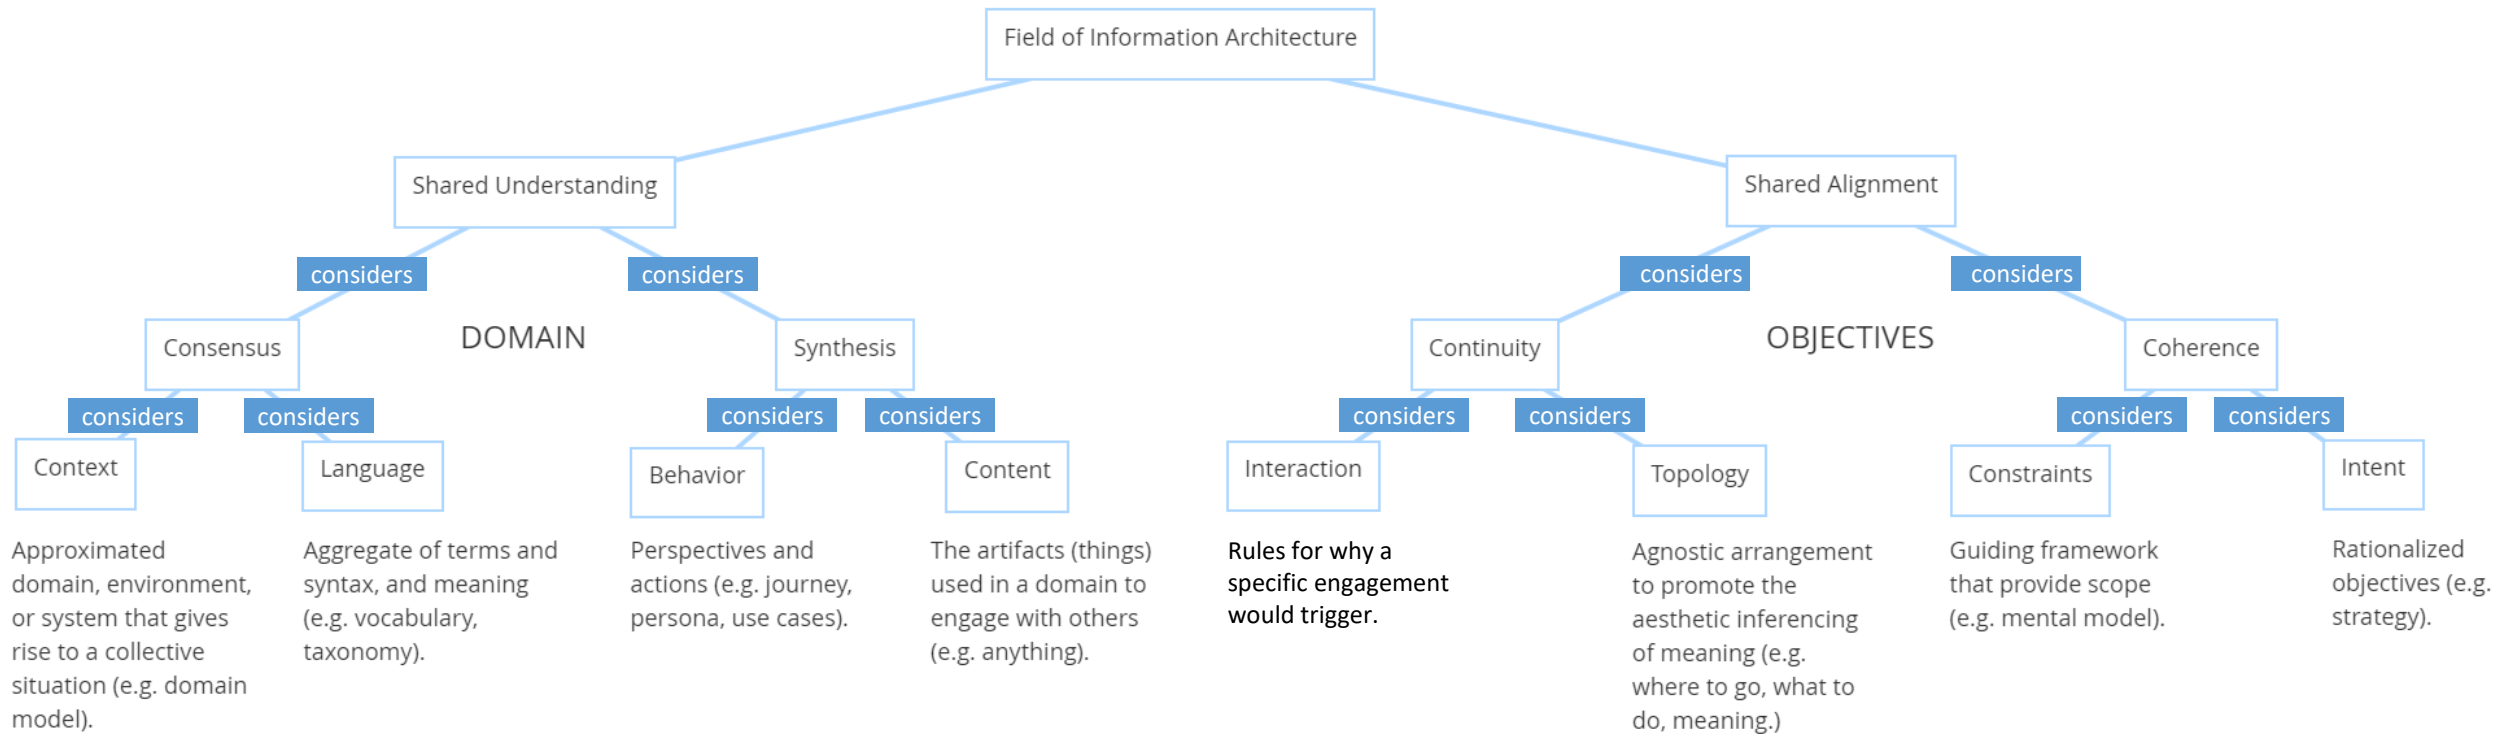 Field of Information Architecture
Shared Understanding
Shared Alignment
considers
considers
considers
considers
Consensus
DOMAIN
Synthesis
Continuity
OBJECTIVES
Coherence
considers
considers
considers
considers
considers
considers
considers
considers
Context
Language
Behavior
Content
Interaction
Topology
Constraints
Intent
Approximated
domain, environment,
or system that gives
rise to a collective
situation (e.g. domain
model).
Aggregate of terms and
syntax, and meaning
(e.g. vocabulary,
taxonomy).
Perspectives and
actions (e.g. journey,
persona, use cases).
The artifacts (things)
used in a domain to
engage with others
(e.g. anything).
Rules for why a
specific engagement
would trigger.
Agnostic arrangement
to promote the
aesthetic inferencing
of meaning (e.g.
where to go, what to
do, meaning.)
Guiding framework
that provide scope
(e.g. mental model).
Rationalized
objectives (e.g.
strategy).